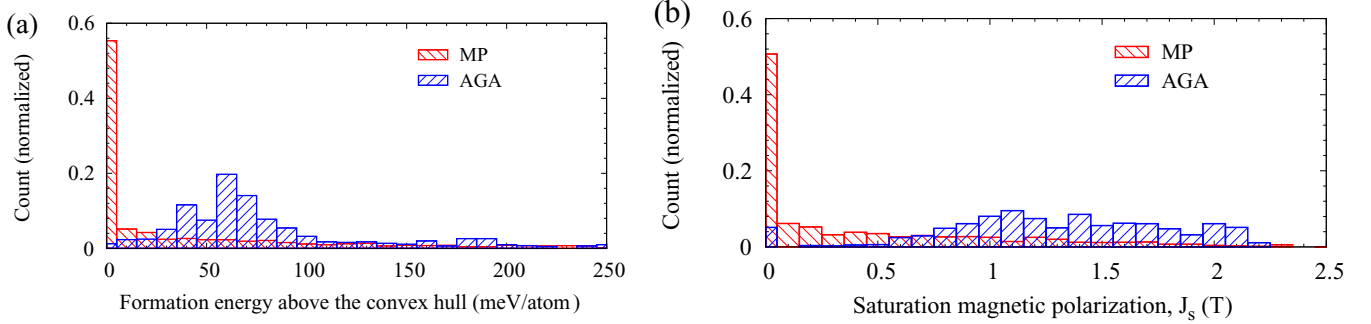 (a)
0.6
0.4
0.2
0
Count (normalized)
MP
AGA
0 50 100 150 200 250
Formation energy above the convex hull (meV/atom)
(b)
0.6
0.4
0.2
0
Count (normalized)
MP
AGA
0 0.5 1 1.5 2 2.5
Saturation magnetic polarization, Js (T)